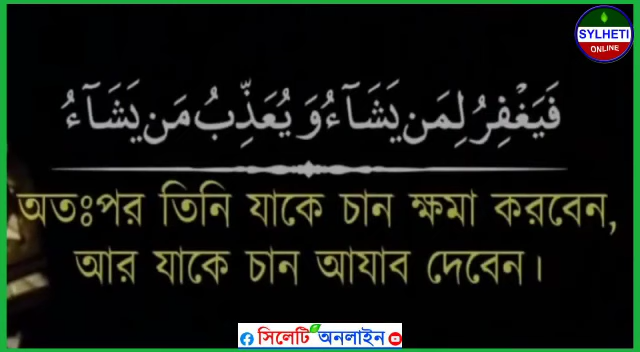 SYLHETI
ONLINE
فَيَغْفِرُ لِمَن يَشَآءُ وَيُعَذِّبُ مَن يَشَآءُ
অতঃপর তিনি যাকে চান ক্ষমা করবেন,
আর যাকে চান আযাব দেবেন।
সিলেটি অনলাইন